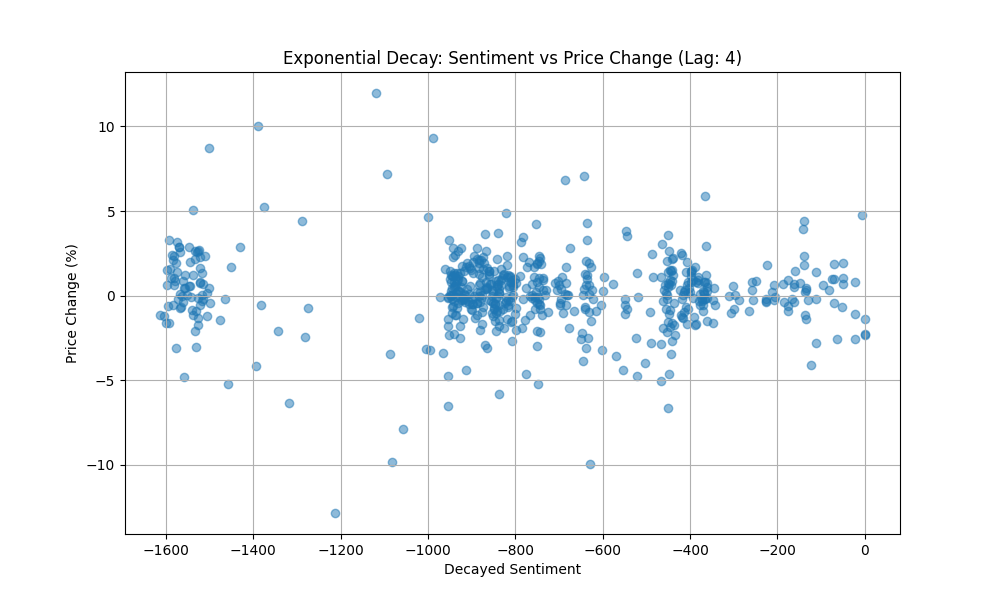 Exponential Decay: Sentiment vs Price Change (Lag: 4)
Price Change (%)
10
5
0
−5
−10
−1600 −1400 −1200 −1000 −800 −600 −400 −200 0
Decayed Sentiment